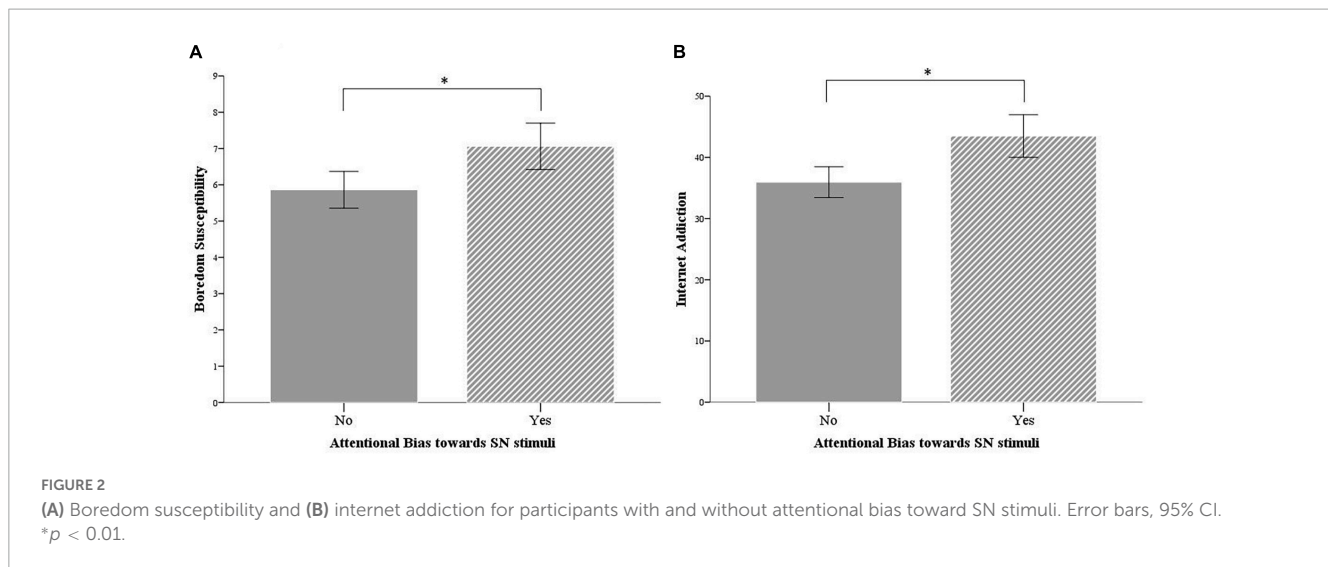 A
9
8
7
6
5
4
3
2
1
0
Boredom Susceptibility
*
No
Yes
Attentional Bias towards SN stimuli
B
50
40
30
20
10
0
Internet Addiction
*
No
Yes
Attentional Bias towards SN stimuli
FIGURE 2
(A) Boredom susceptibility and (B) internet addiction for participants with and without attentional bias toward SN stimuli. Error bars, 95% CI.
*p < 0.01.